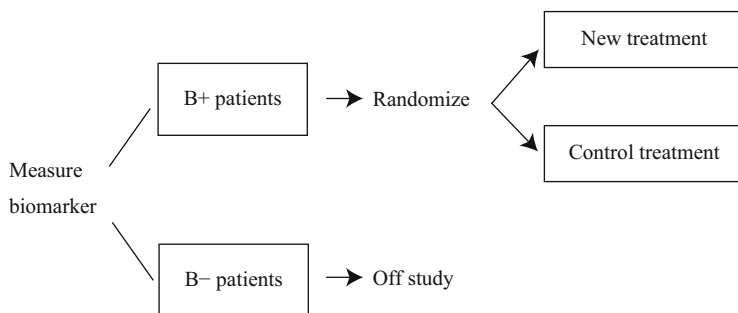 New treatment
B+ patients
Randomize
Control treatment
Measure
biomarker
B− patients
Off study